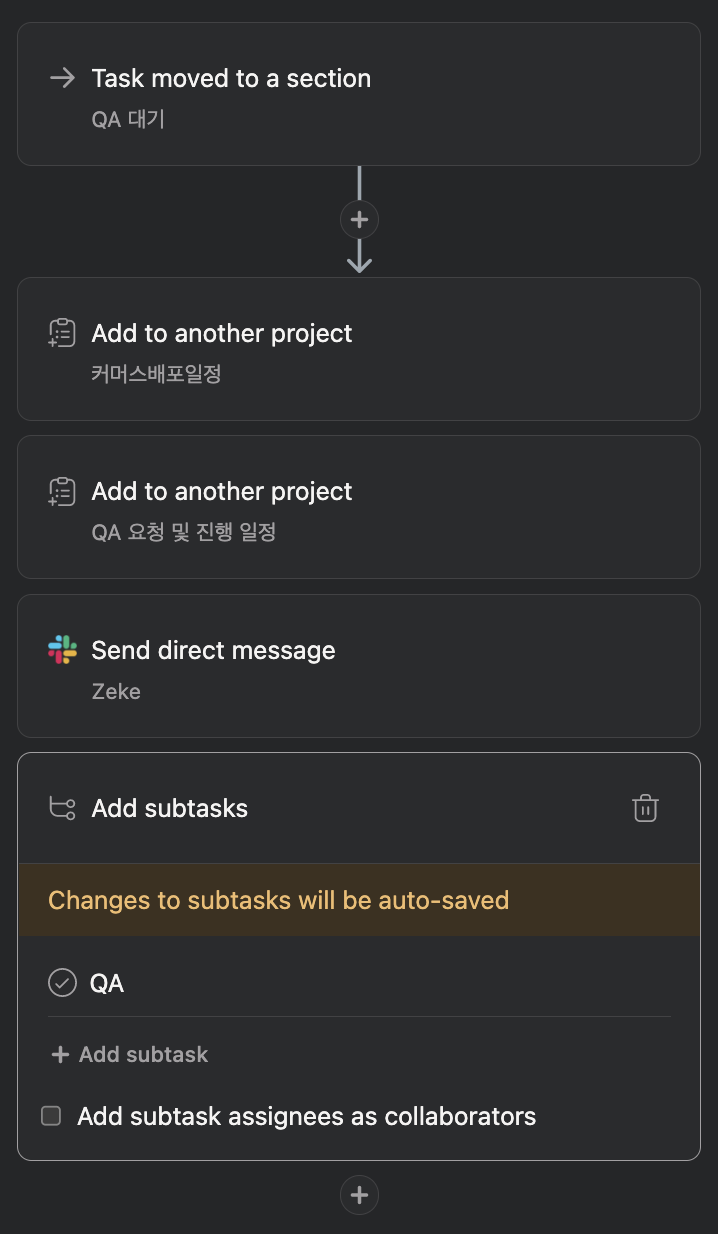 Task moved to a section
QA 대기
Add to another project
커머스배포일정
Add to another project
QA 요청 및 진행 일정
Send direct message
Zeke
Add subtasks
Changes to subtasks will be auto-saved
QA
Add subtask
Add subtask assignees as collaborators